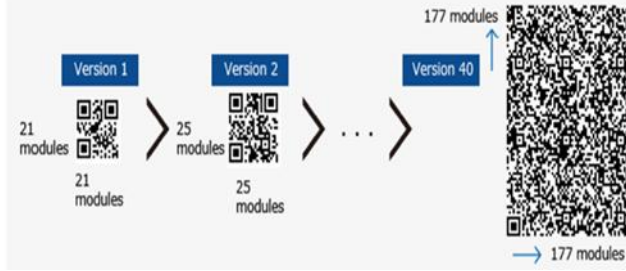 177 modules
Version 1
Version 2
Version 40
21
modules
25
modules
. . .
21
modules
25
modules
177 modules